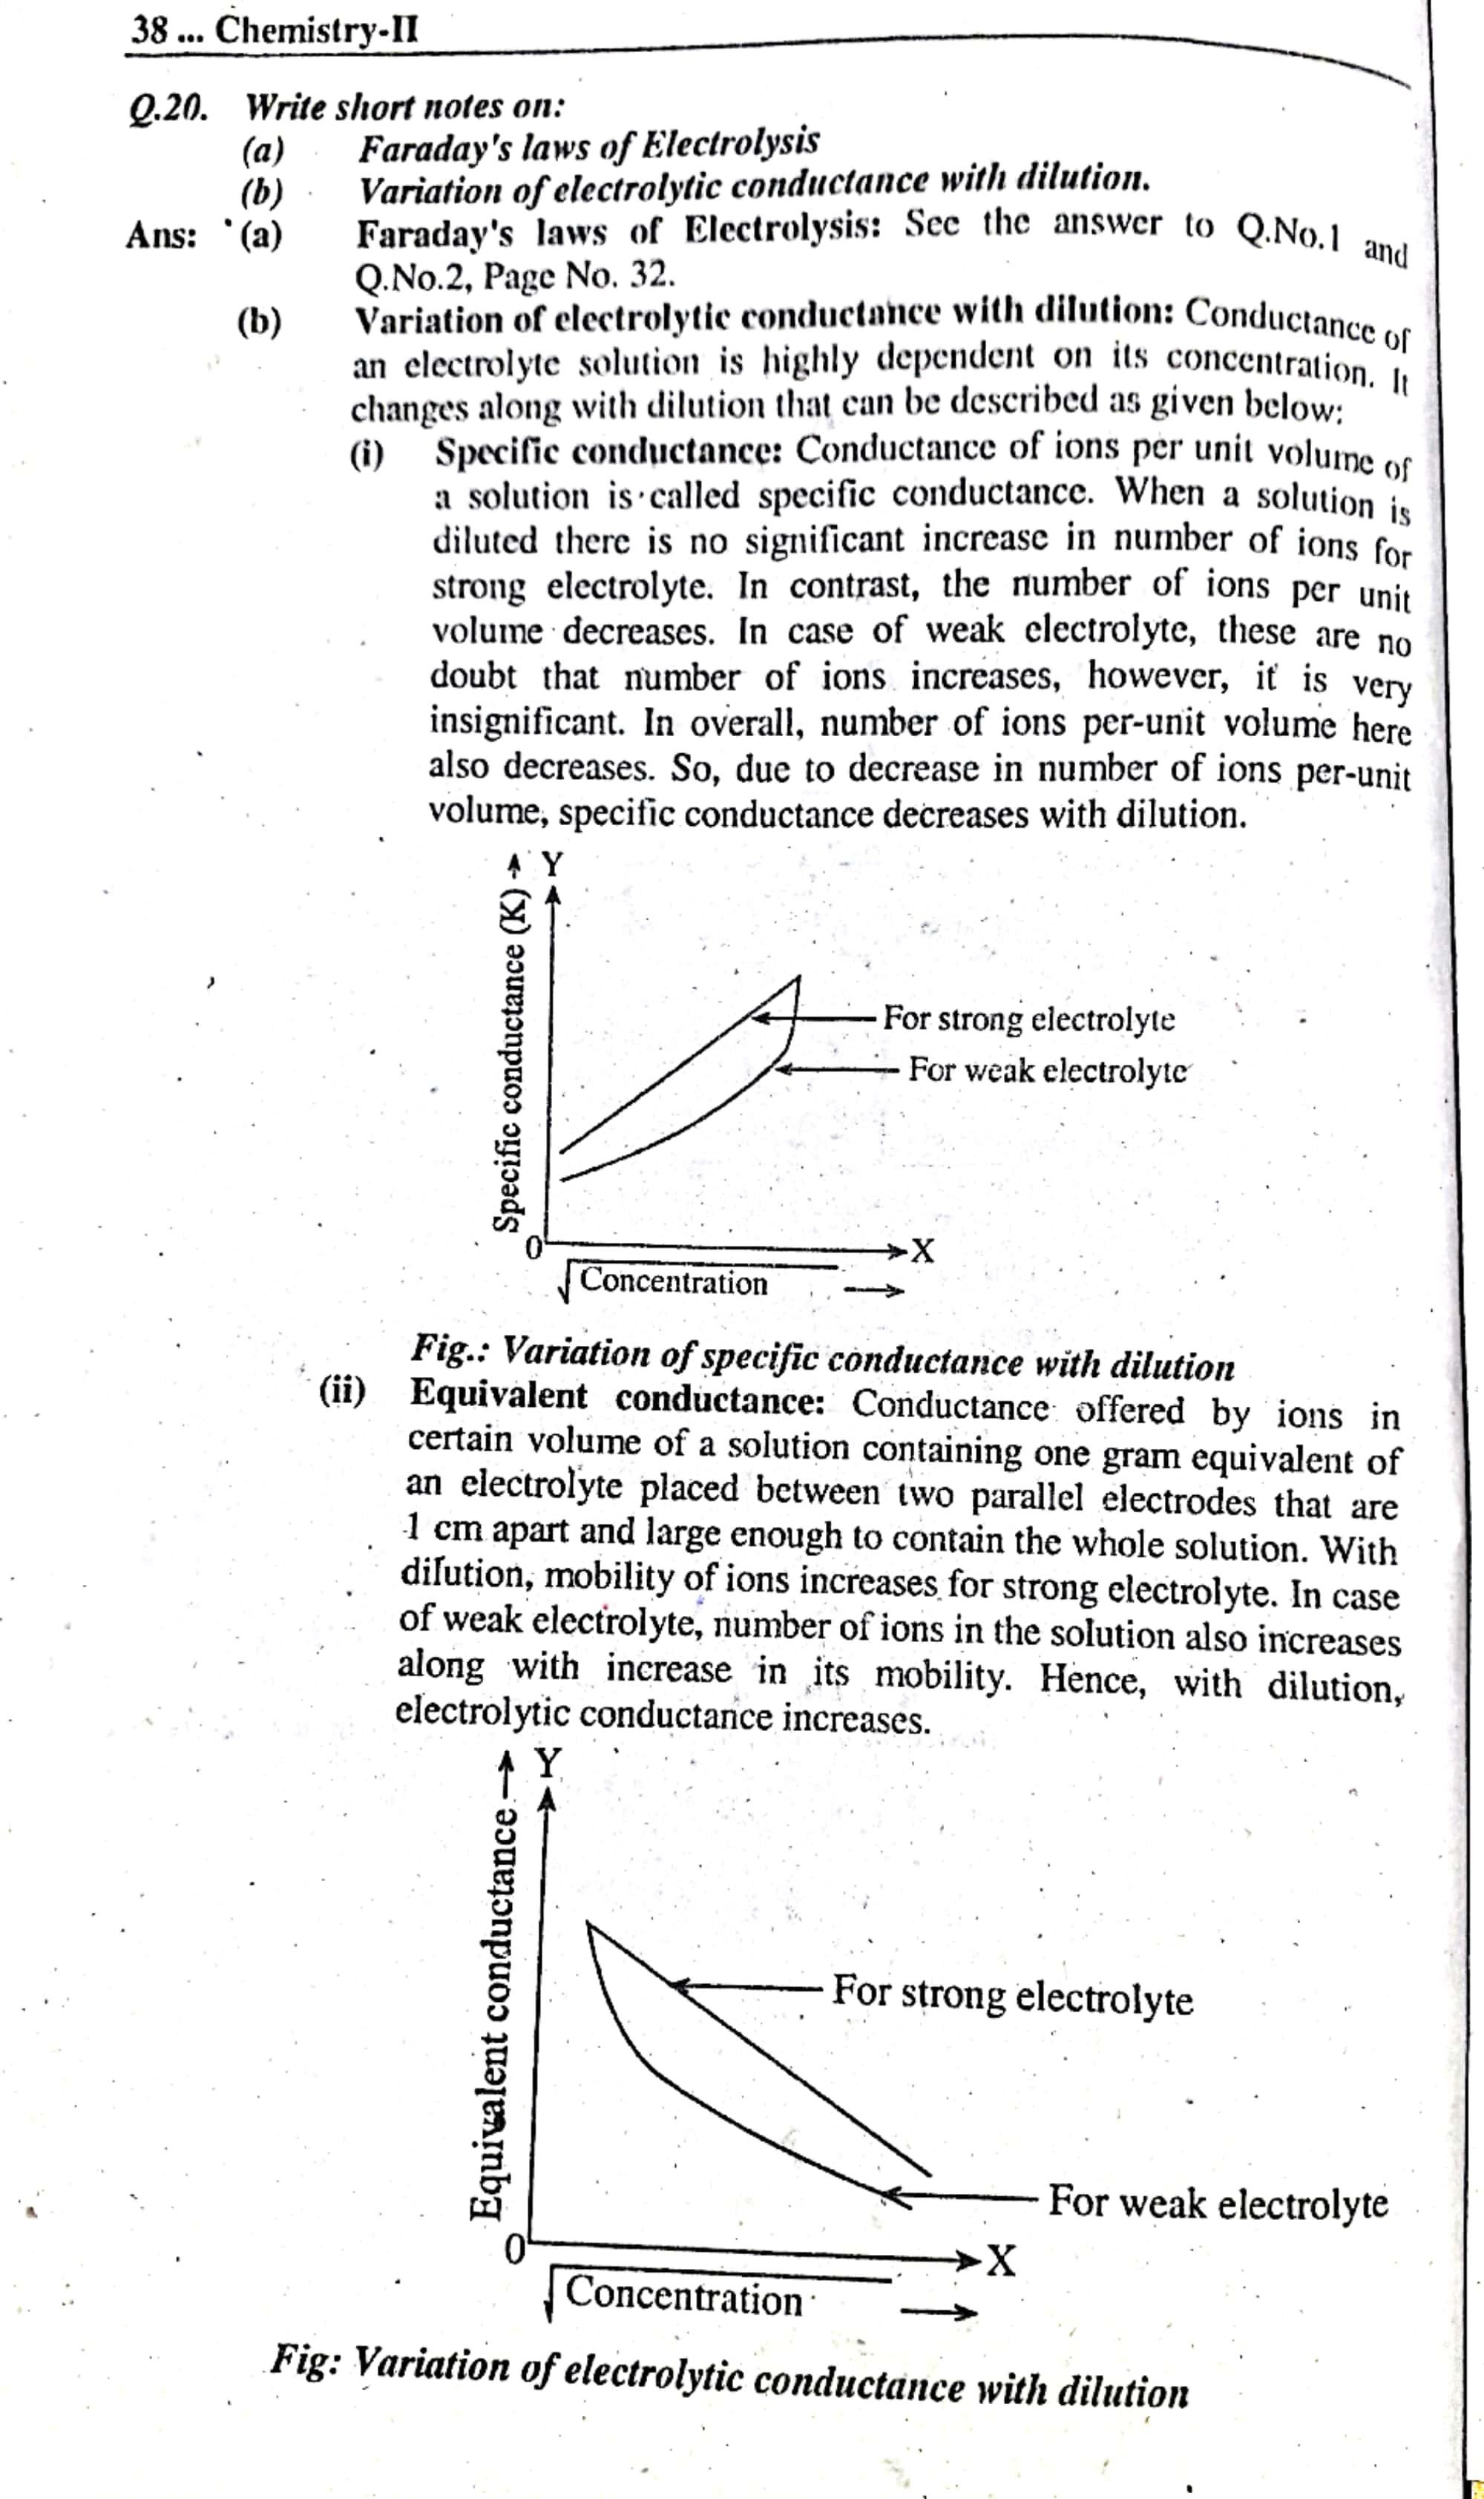 38 ... Chemistry-II
Q.20. Write short notes on:
(a) Faraday's laws of Electrolysis
(b) Variation of electrolytic conductance with dilution.
Ans: (a) Faraday's laws of Electrolysis: See the answer to Q.No.1 and
Q.No.2, Page No. 32.
(b) Variation of electrolytic conductance with dilution: Conductance of
an electrolyte solution is highly dependent on its concentration. It
changes along with dilution that can be described as given below:
(i) Specific conductance: Conductance of ions per unit volume of
a solution is called specific conductance. When a solution is
diluted there is no significant increase in number of ions for
strong electrolyte. In contrast, the number of ions per unit
volume decreases. In case of weak electrolyte, these are no
doubt that number of ions increases, however, it is very
insignificant. In overall, number of ions per-unit volume here
also decreases. So, due to decrease in number of ions per-unit
volume, specific conductance decreases with dilution.
Y
Specific conductance (K) →
For strong electrolyte
For weak electrolyte
0
X
√Concentration →
Fig.: Variation of specific conductance with dilution
(ii) Equivalent conductance: Conductance offered by ions in
certain volume of a solution containing one gram equivalent of
an electrolyte placed between two parallel electrodes that are
1 cm apart and large enough to contain the whole solution. With
dilution, mobility of ions increases for strong electrolyte. In case
of weak electrolyte, number of ions in the solution also increases
along with increase in its mobility. Hence, with dilution,
electrolytic conductance increases.
Y
Equivalent conductance →
For strong electrolyte
For weak electrolyte
0
X
√Concentration →
Fig: Variation of electrolytic conductance with dilution